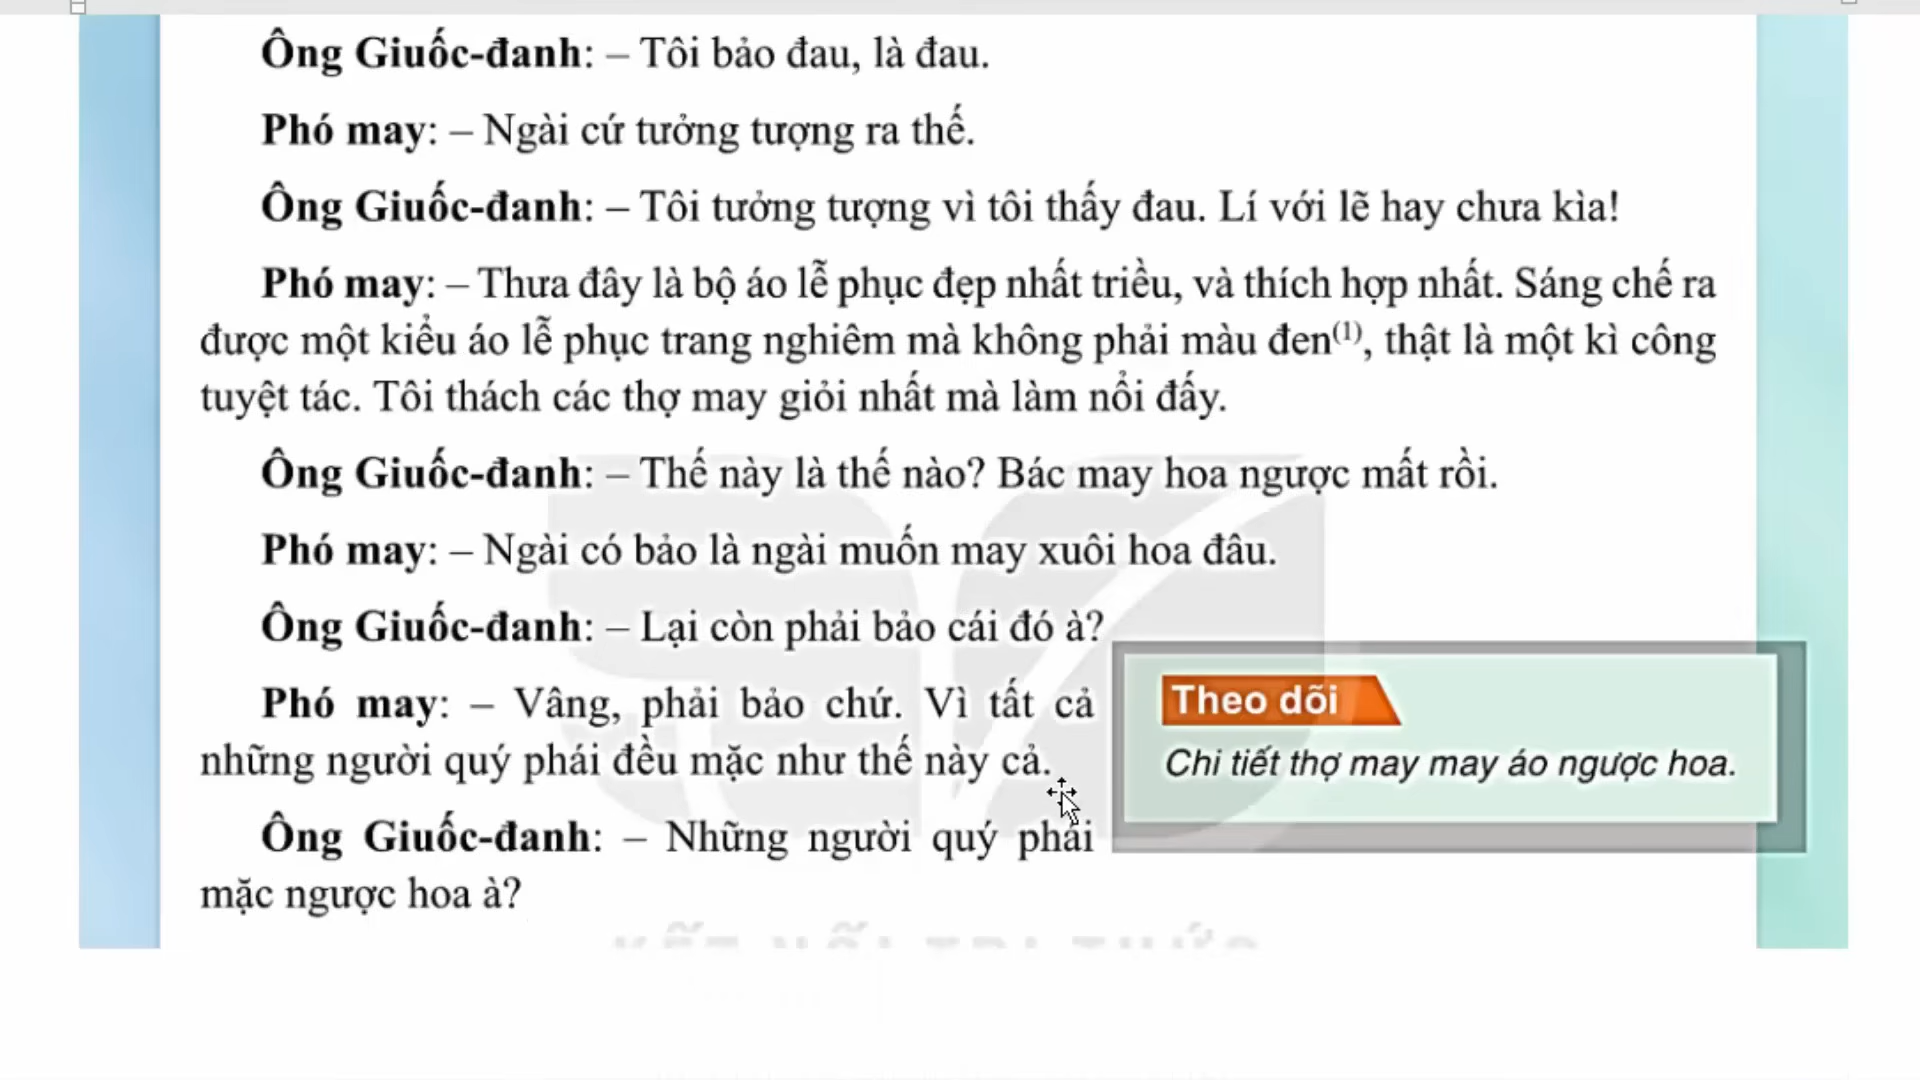 Ông Giuốc-đanh: – Tôi bảo đau, là đau.
Phó may: – Ngài cứ tưởng tượng ra thế.
Ông Giuốc-đanh: – Tôi tưởng tượng vì tôi thấy đau. Lí với lẽ hay chưa kìa!
Phó may: – Thưa đây là bộ áo lễ phục đẹp nhất triều, và thích hợp nhất. Sáng chế ra
được một kiểu áo lễ phục trang nghiêm mà không phải màu đen(1), thật là một kì công
tuyệt tác. Tôi thách các thợ may giỏi nhất mà làm nổi đấy.
Ông Giuốc-đanh: – Thế này là thế nào? Bác may hoa ngược mất rồi.
Phó may: – Ngài có bảo là ngài muốn may xuôi hoa đâu.
Ông Giuốc-đanh: – Lại còn phải bảo cái đó à?
Phó may: – Vâng, phải bảo chứ. Vì tất cả
những người quý phái đều mặc như thế này cả.
Ông Giuốc-đanh: – Những người quý phái
mặc ngược hoa à?
Theo dõi
Chi tiết thợ may may áo ngược hoa.